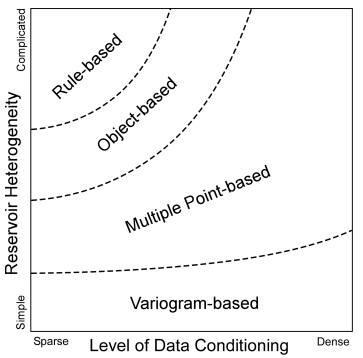 Complicated
Rule-based
Object-based
Reservoir Heterogeneity
Multiple Point-based
Simple
Variogram-based
Sparse
Level of Data Conditioning
Dense